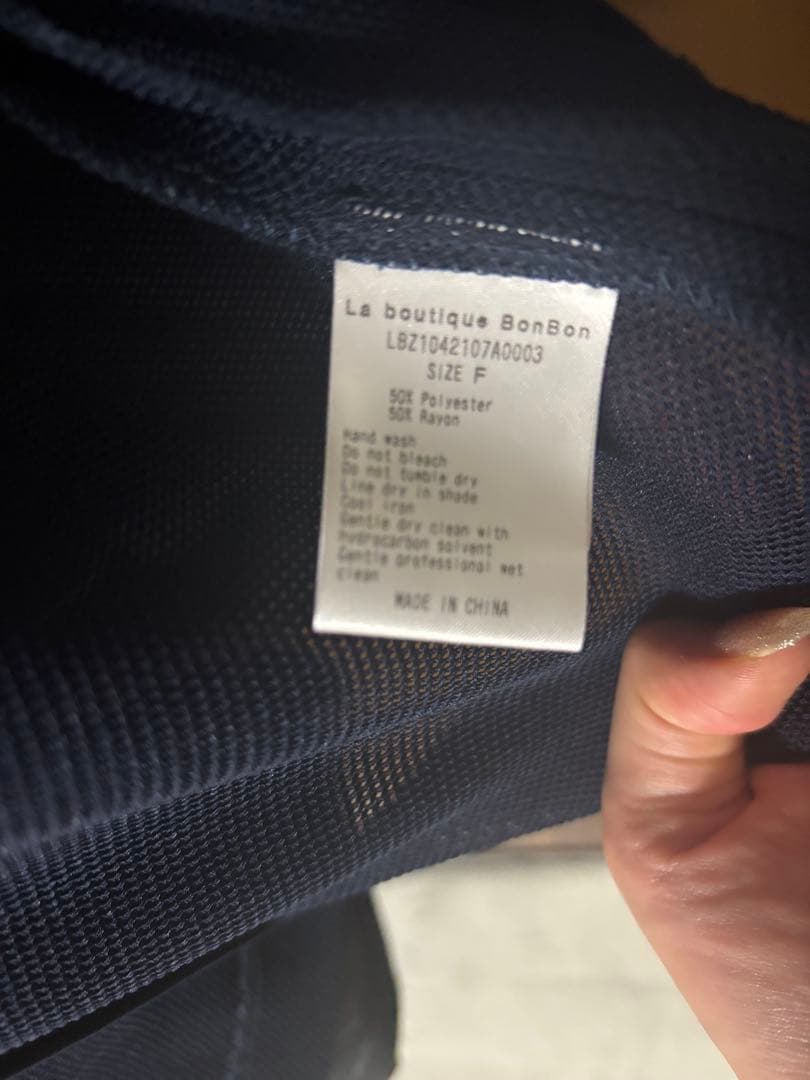 La boutique BonBon
LBZ1042107A0003
SIZE F
50% Polyester
50% Rayon
Hand wash
Do not bleach
Do not tumble dry
Line dry in shade
Cool iron
Gentle dry clean with
hydrocarbon solvent
Gentle professional wet
clean
MADE IN CHINA